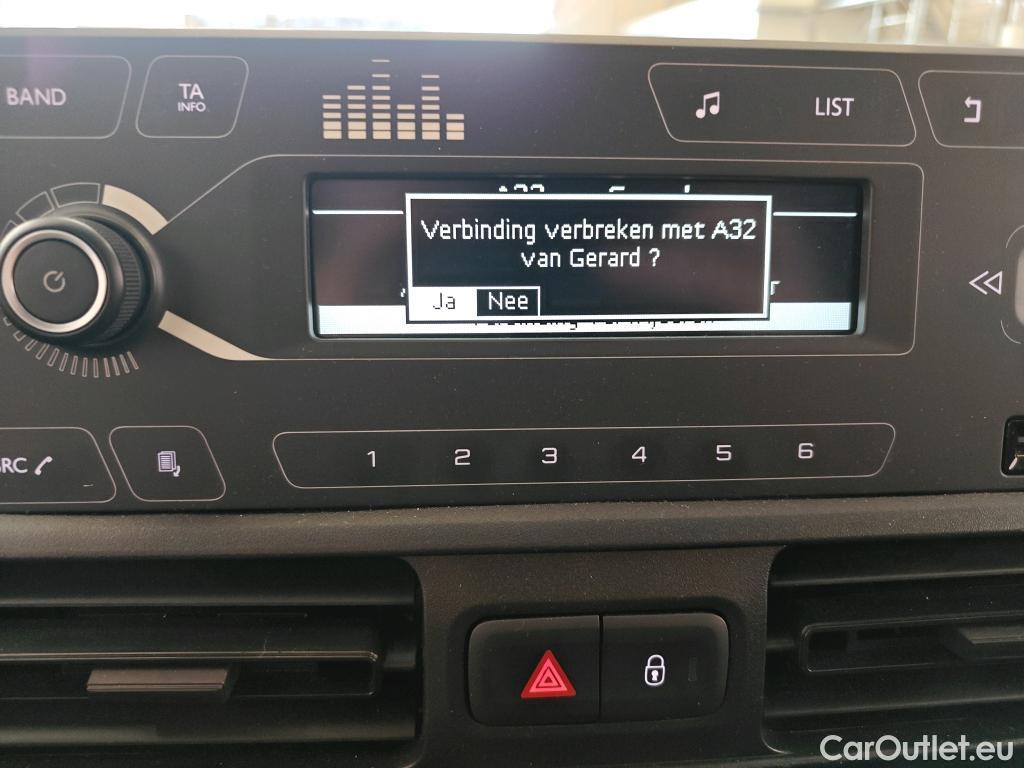 BAND
TA
INFO
LIST
Verbinding verbreken met A32
van Gerard ?
Ja Nee
1 2 3 4 5 6
CarOutlet.eu